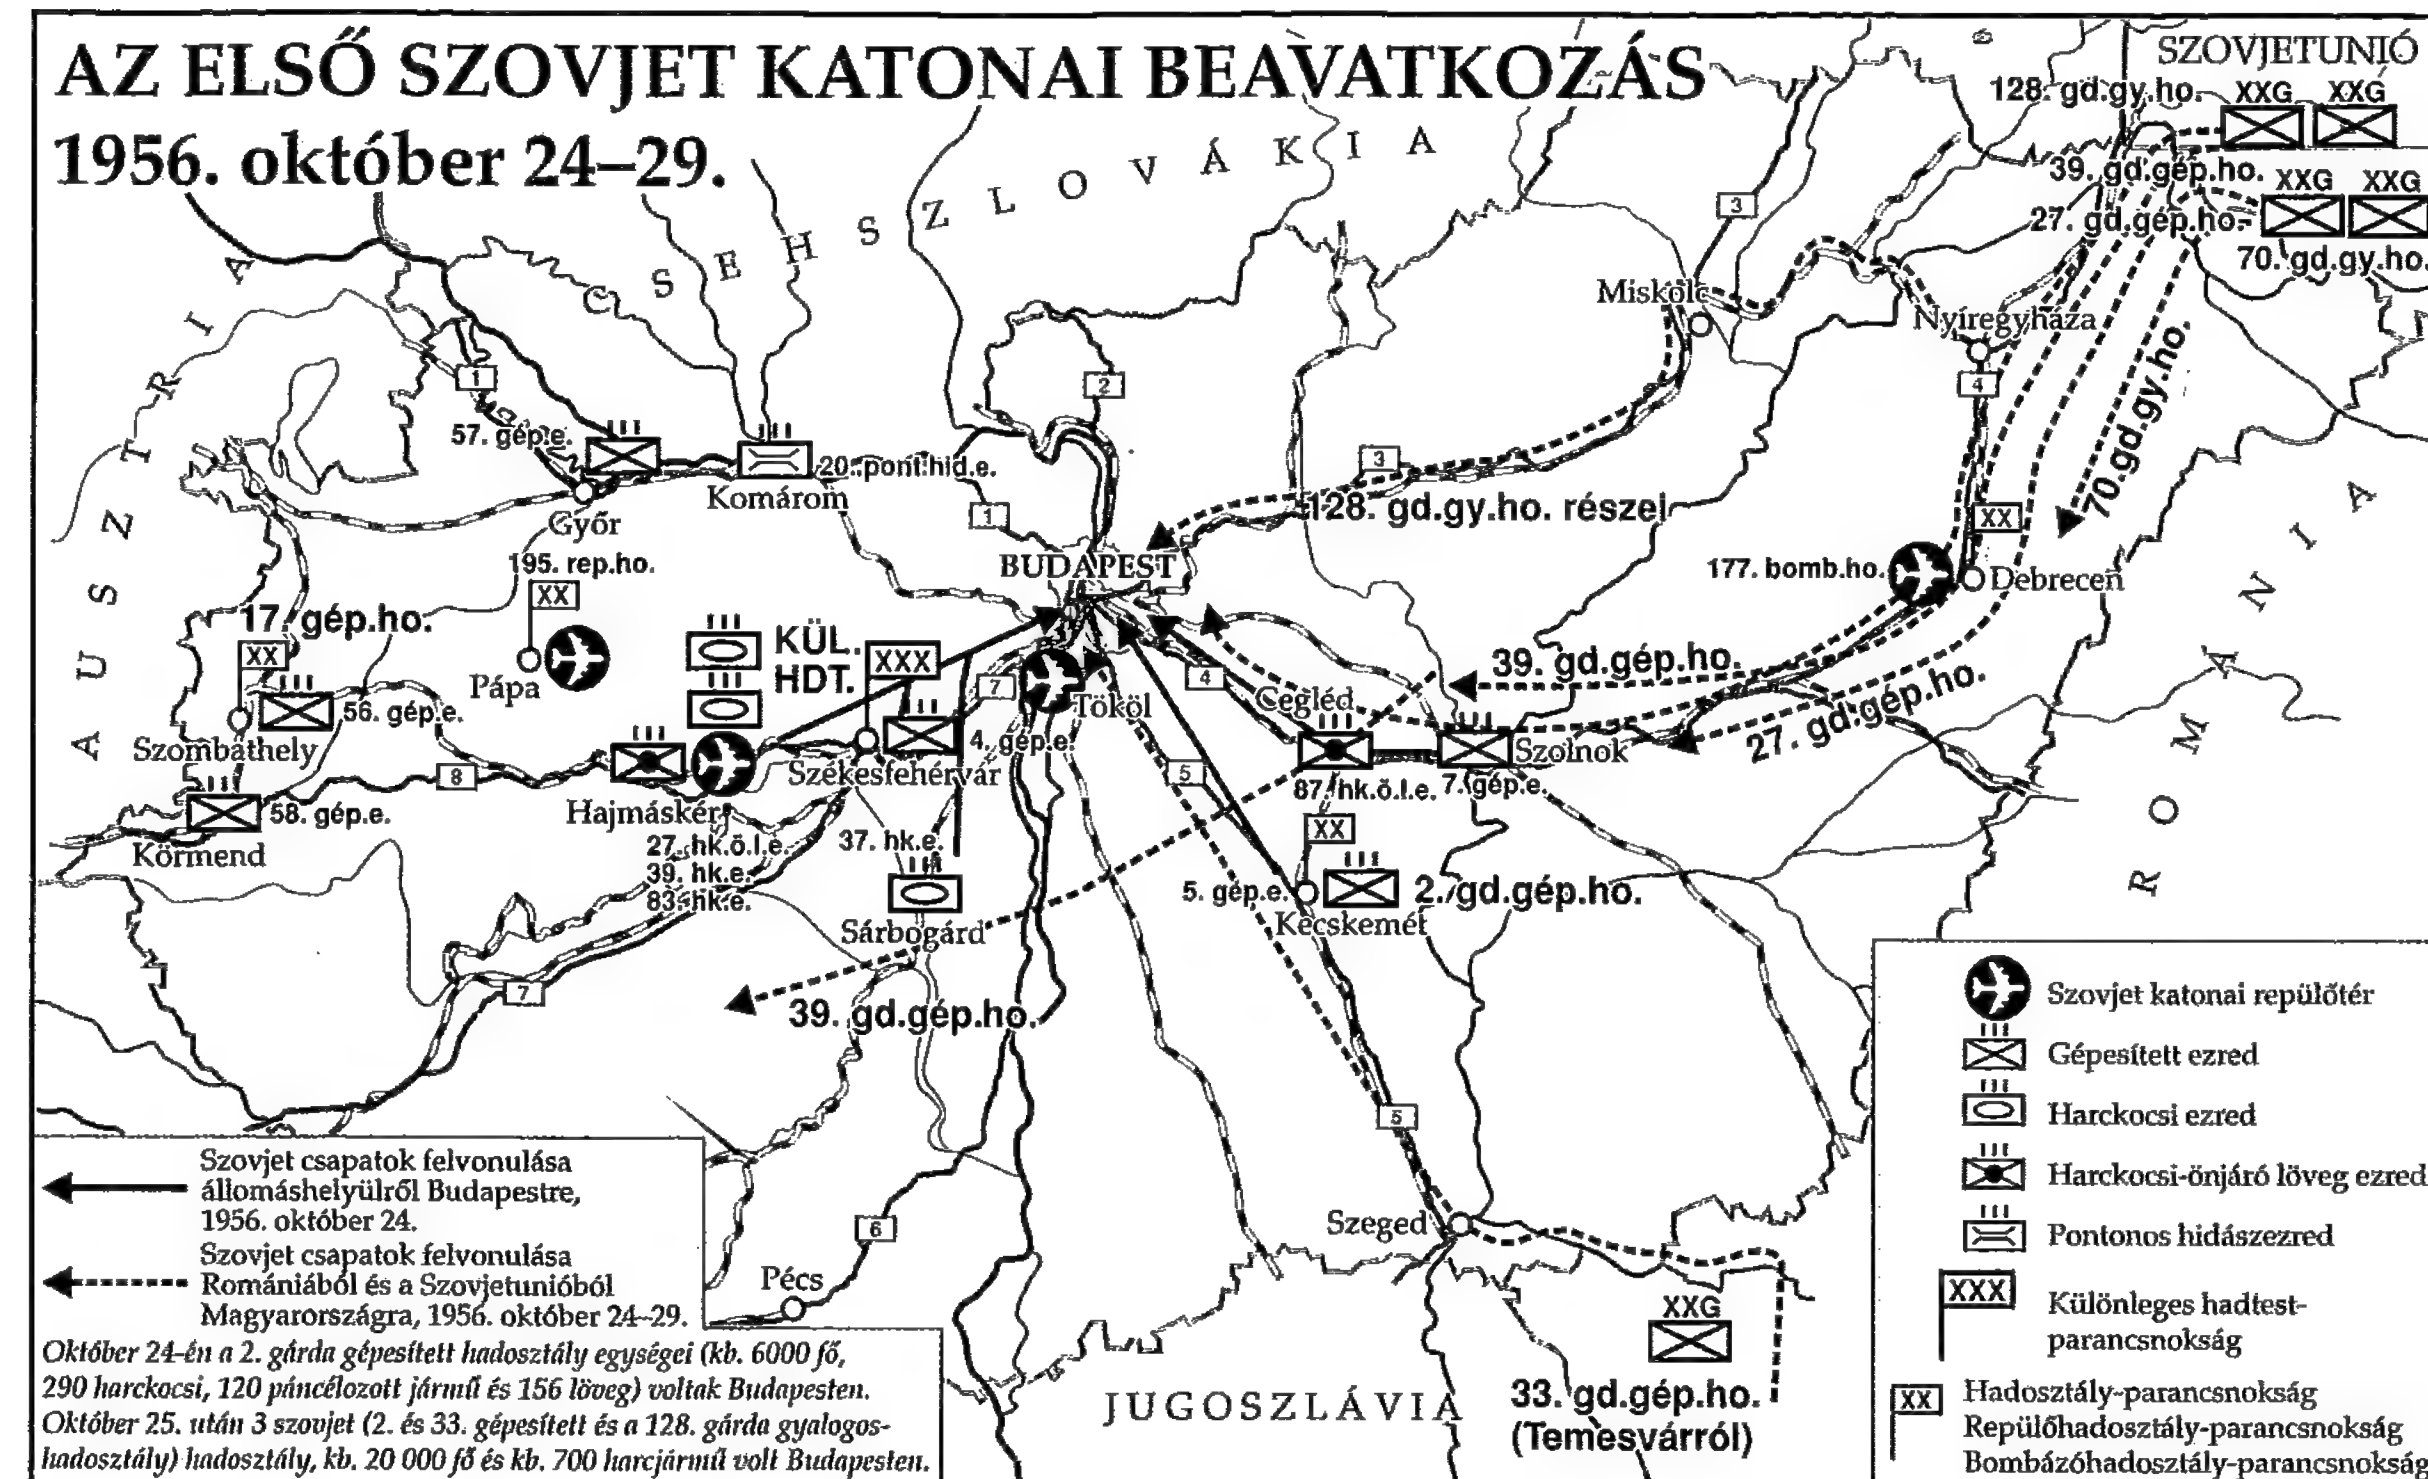 AZ ELSŐ SZOVJET KATONAI BEAVATKOZÁS
1956. október 24–29.
SZOVJETUNIÓ
128. gd.gy.ho.
XXG
XXG
39. gd.gép.ho.
XXG
XXG
27. gd.gép.ho.
70. gd.gy.ho.
CSEHSZLOVÁKIA
AUSZTRIA
ROMÁNIA
JUGOSZLÁVIA
3
Miskolc
Nyíregyháza
4
70. gd.gy.ho.
1
2
57. gép.e.
20. pont.hid.e.
Komárom
Győr
3
1
128. gd.gy.ho. részei
XX
BUDAPEST
177. bomb.ho.
Debrecen
195. rep.ho.
XX
17. gép.ho.
XX
KÜL.
HDT.
XXX
Pápa
56. gép.e.
Szombathely
7
Tököl
4
Cegléd
39. gd.gép.ho.
27. gd.gép.ho.
4. gép.e.
Székesfehérvár
Szolnok
5
8
Hajmáskér
58. gép.e.
Körmend
87. hk.ö.l.e.
7. gép.e.
27. hk.ö.l.e.
39. hk.e.
83. hk.e.
37. hk.e.
XX
5. gép.e.
2. gd.gép.ho.
Kecskemét
Sárbogárd
7
39. gd.gép.ho.
5
Szeged
6
Pécs
XXG
33. gd.gép.ho.
(Temesvárról)
Szovjet csapatok felvonulása
állomáshelyülről Budapestre,
1956. október 24.
Szovjet csapatok felvonulása
Romániából és a Szovjetunióból
Magyarországra, 1956. október 24–29.
Október 24-én a 2. gárda gépesített hadosztály egységei (kb. 6000 fő,
290 harckocsi, 120 páncélozott jármű és 156 löveg) voltak Budapesten.
Október 25. után 3 szovjet (2. és 33. gépesített és a 128. gárda gyalogos-
hadosztály) hadosztály, kb. 20 000 fő és kb. 700 harcjármű volt Budapesten.
Szovjet katonai repülőtér
Gépesített ezred
Harckocsi ezred
Harckocsi-önjáró löveg ezred
Pontonos hidászezred
XXX
Különleges hadtest-
parancsnokság
XX
Hadosztály-parancsnokság
Repülőhadosztály-parancsnokság
Bombázóhadosztály-parancsnokság